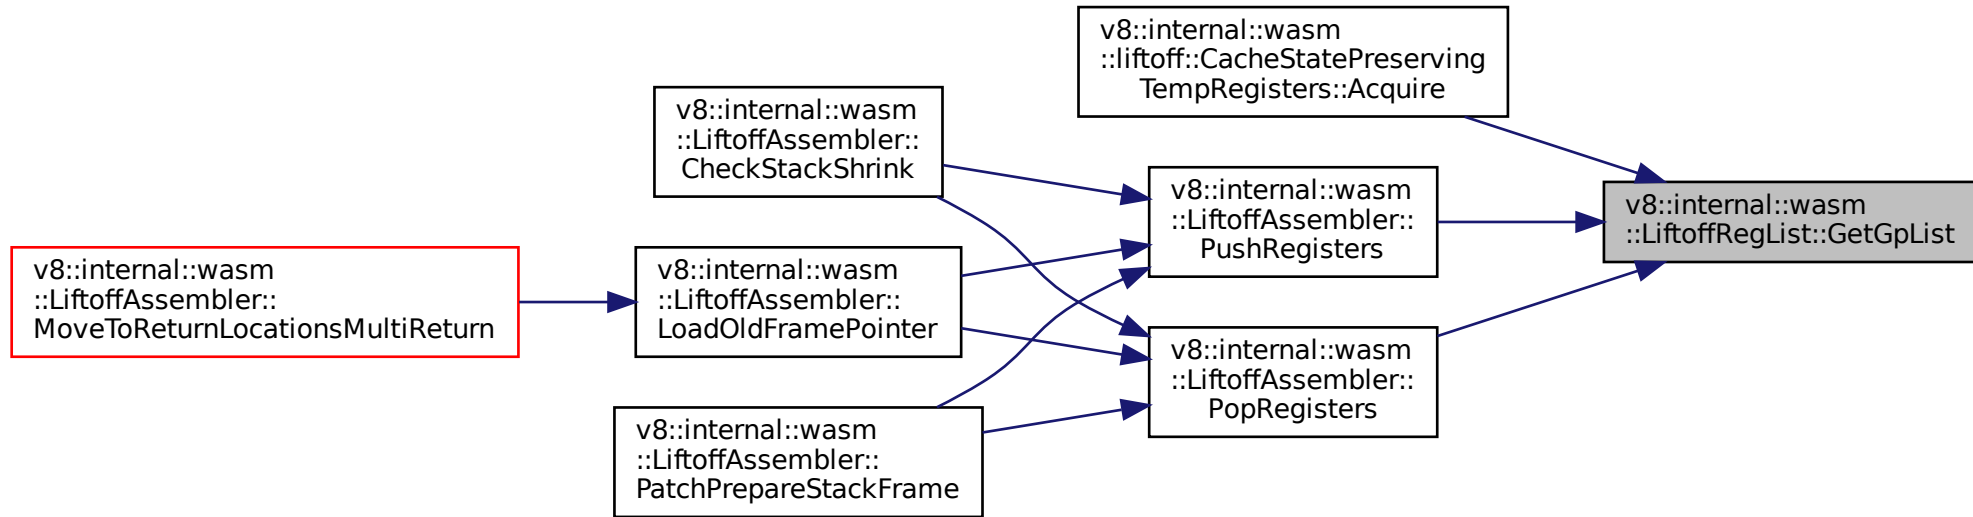 v8::internal::wasm
::liftoff::CacheStatePreserving
TempRegisters::Acquire
v8::internal::wasm
::LiftoffAssembler::
CheckStackShrink
v8::internal::wasm
::LiftoffAssembler::
PushRegisters
v8::internal::wasm
::LiftoffRegList::GetGpList
v8::internal::wasm
::LiftoffAssembler::
MoveToReturnLocationsMultiReturn
v8::internal::wasm
::LiftoffAssembler::
LoadOldFramePointer
v8::internal::wasm
::LiftoffAssembler::
PopRegisters
v8::internal::wasm
::LiftoffAssembler::
PatchPrepareStackFrame